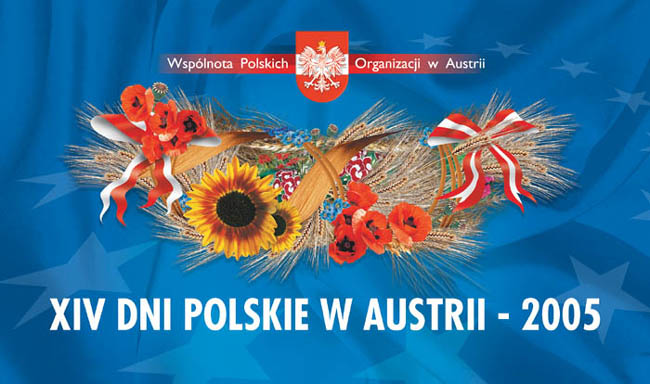 Wspólnota Polskich Organizacji w Austrii
XIV DNI POLSKIE W AUSTRII - 2005